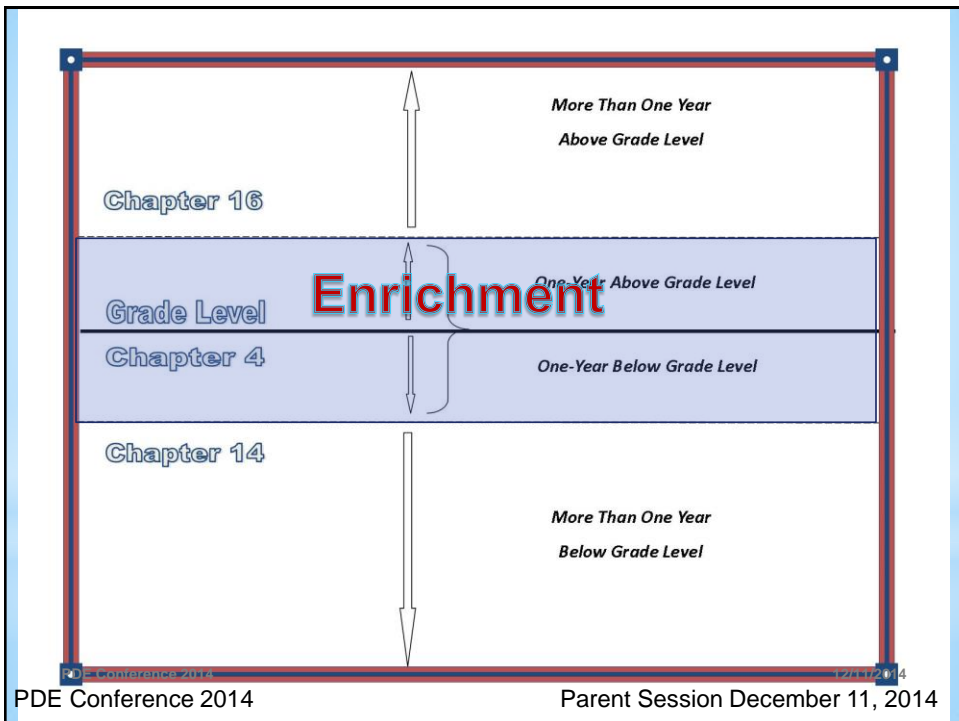 More Than One Year
Above Grade Level
Chapter 16
One-Year Above Grade Level
Enrichment
Grade Level
Chapter 4
One-Year Below Grade Level
Chapter 14
More Than One Year
Below Grade Level
PDE Conference 2014
12/11/2014
PDE Conference 2014
Parent Session December 11, 2014